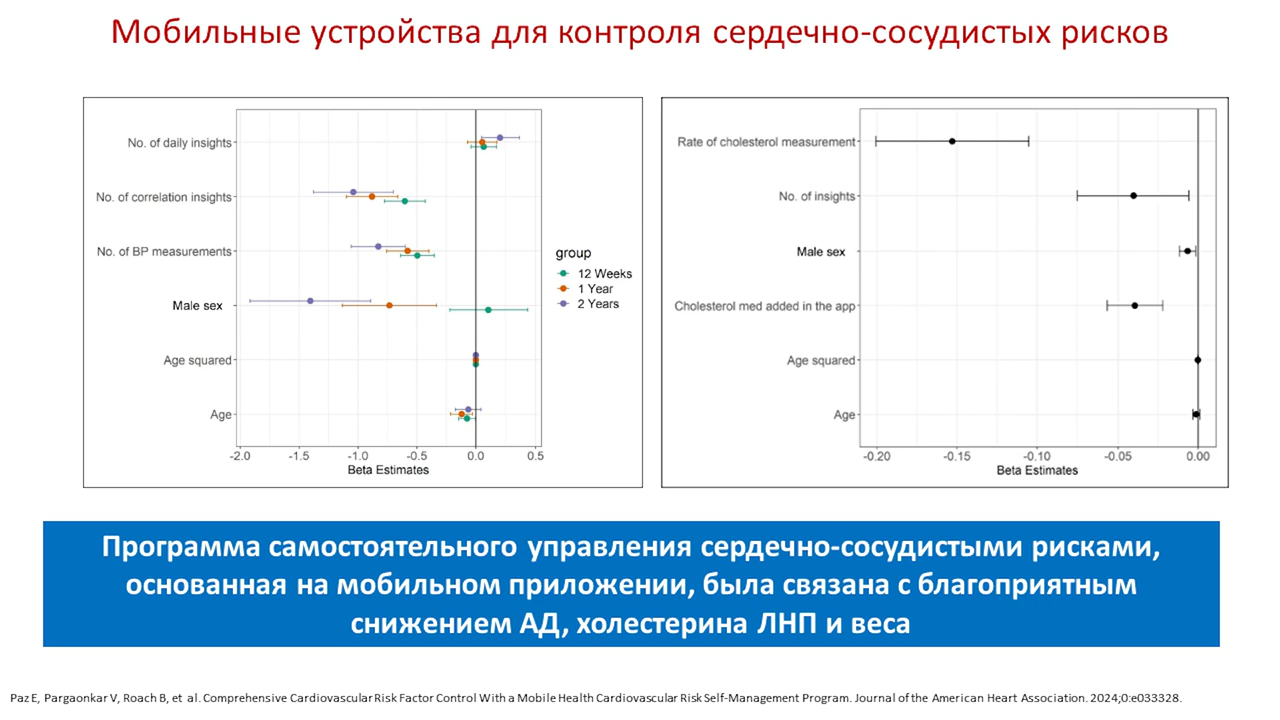 Мобильные устройства для контроля сердечно-сосудистых рисков
No. of daily insights
No. of correlation insights
No. of BP measurements
Male sex
Age squared
Age
-2.0 -1.5 -1.0 -0.5 0.0 0.5
Beta Estimates
group
12 Weeks
1 Year
2 Years
Rate of cholesterol measurement
No. of insights
Male sex
Cholesterol med added in the app
Age squared
Age
-0.20 -0.15 -0.10 -0.05 0.00
Beta Estimates
Программа самостоятельного управления сердечно-сосудистыми рисками,
основанная на мобильном приложении, была связана с благоприятным
снижением АД, холестерина ЛНП и веса
Paz E, Pargaonkar V, Roach B, et al. Comprehensive Cardiovascular Risk Factor Control With a Mobile Health Cardiovascular Risk Self-Management Program. Journal of the American Heart Association. 2024;0:e033328.